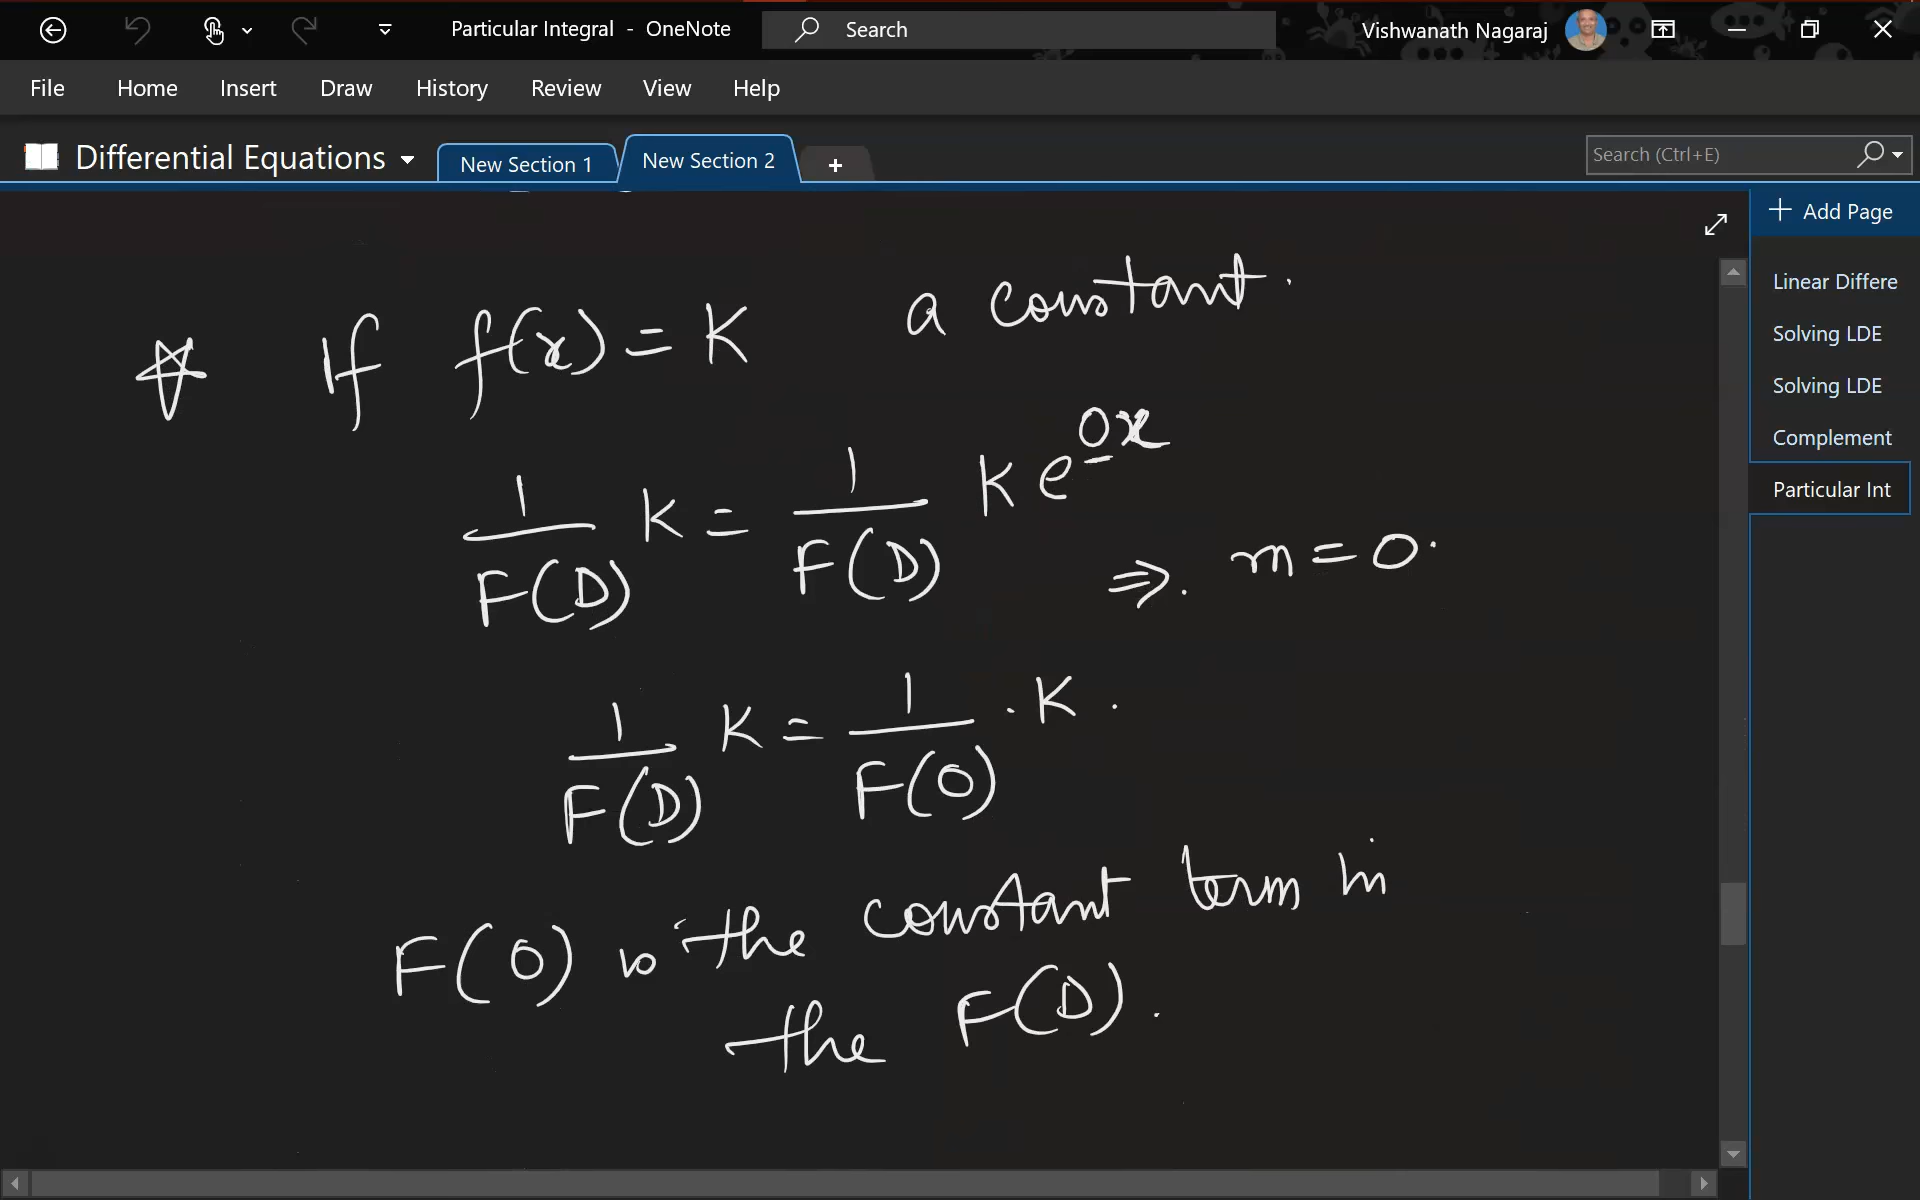 Particular Integral - OneNote
Search
Vishwanath Nagaraj
File Home Insert Draw History Review View Help
Differential Equations
New Section 1
New Section 2
+
Search (Ctrl+E)
+ Add Page
Linear Differe
Solving LDE
Solving LDE
Complement
Particular Int
☆ If f(x) = K a constant.
1/F(D) K = 1/F(D) K e^{0x}
⇒. m = 0.
1/F(D) K = 1/F(0) . K .
F(0) is the constant term in
the F(D).